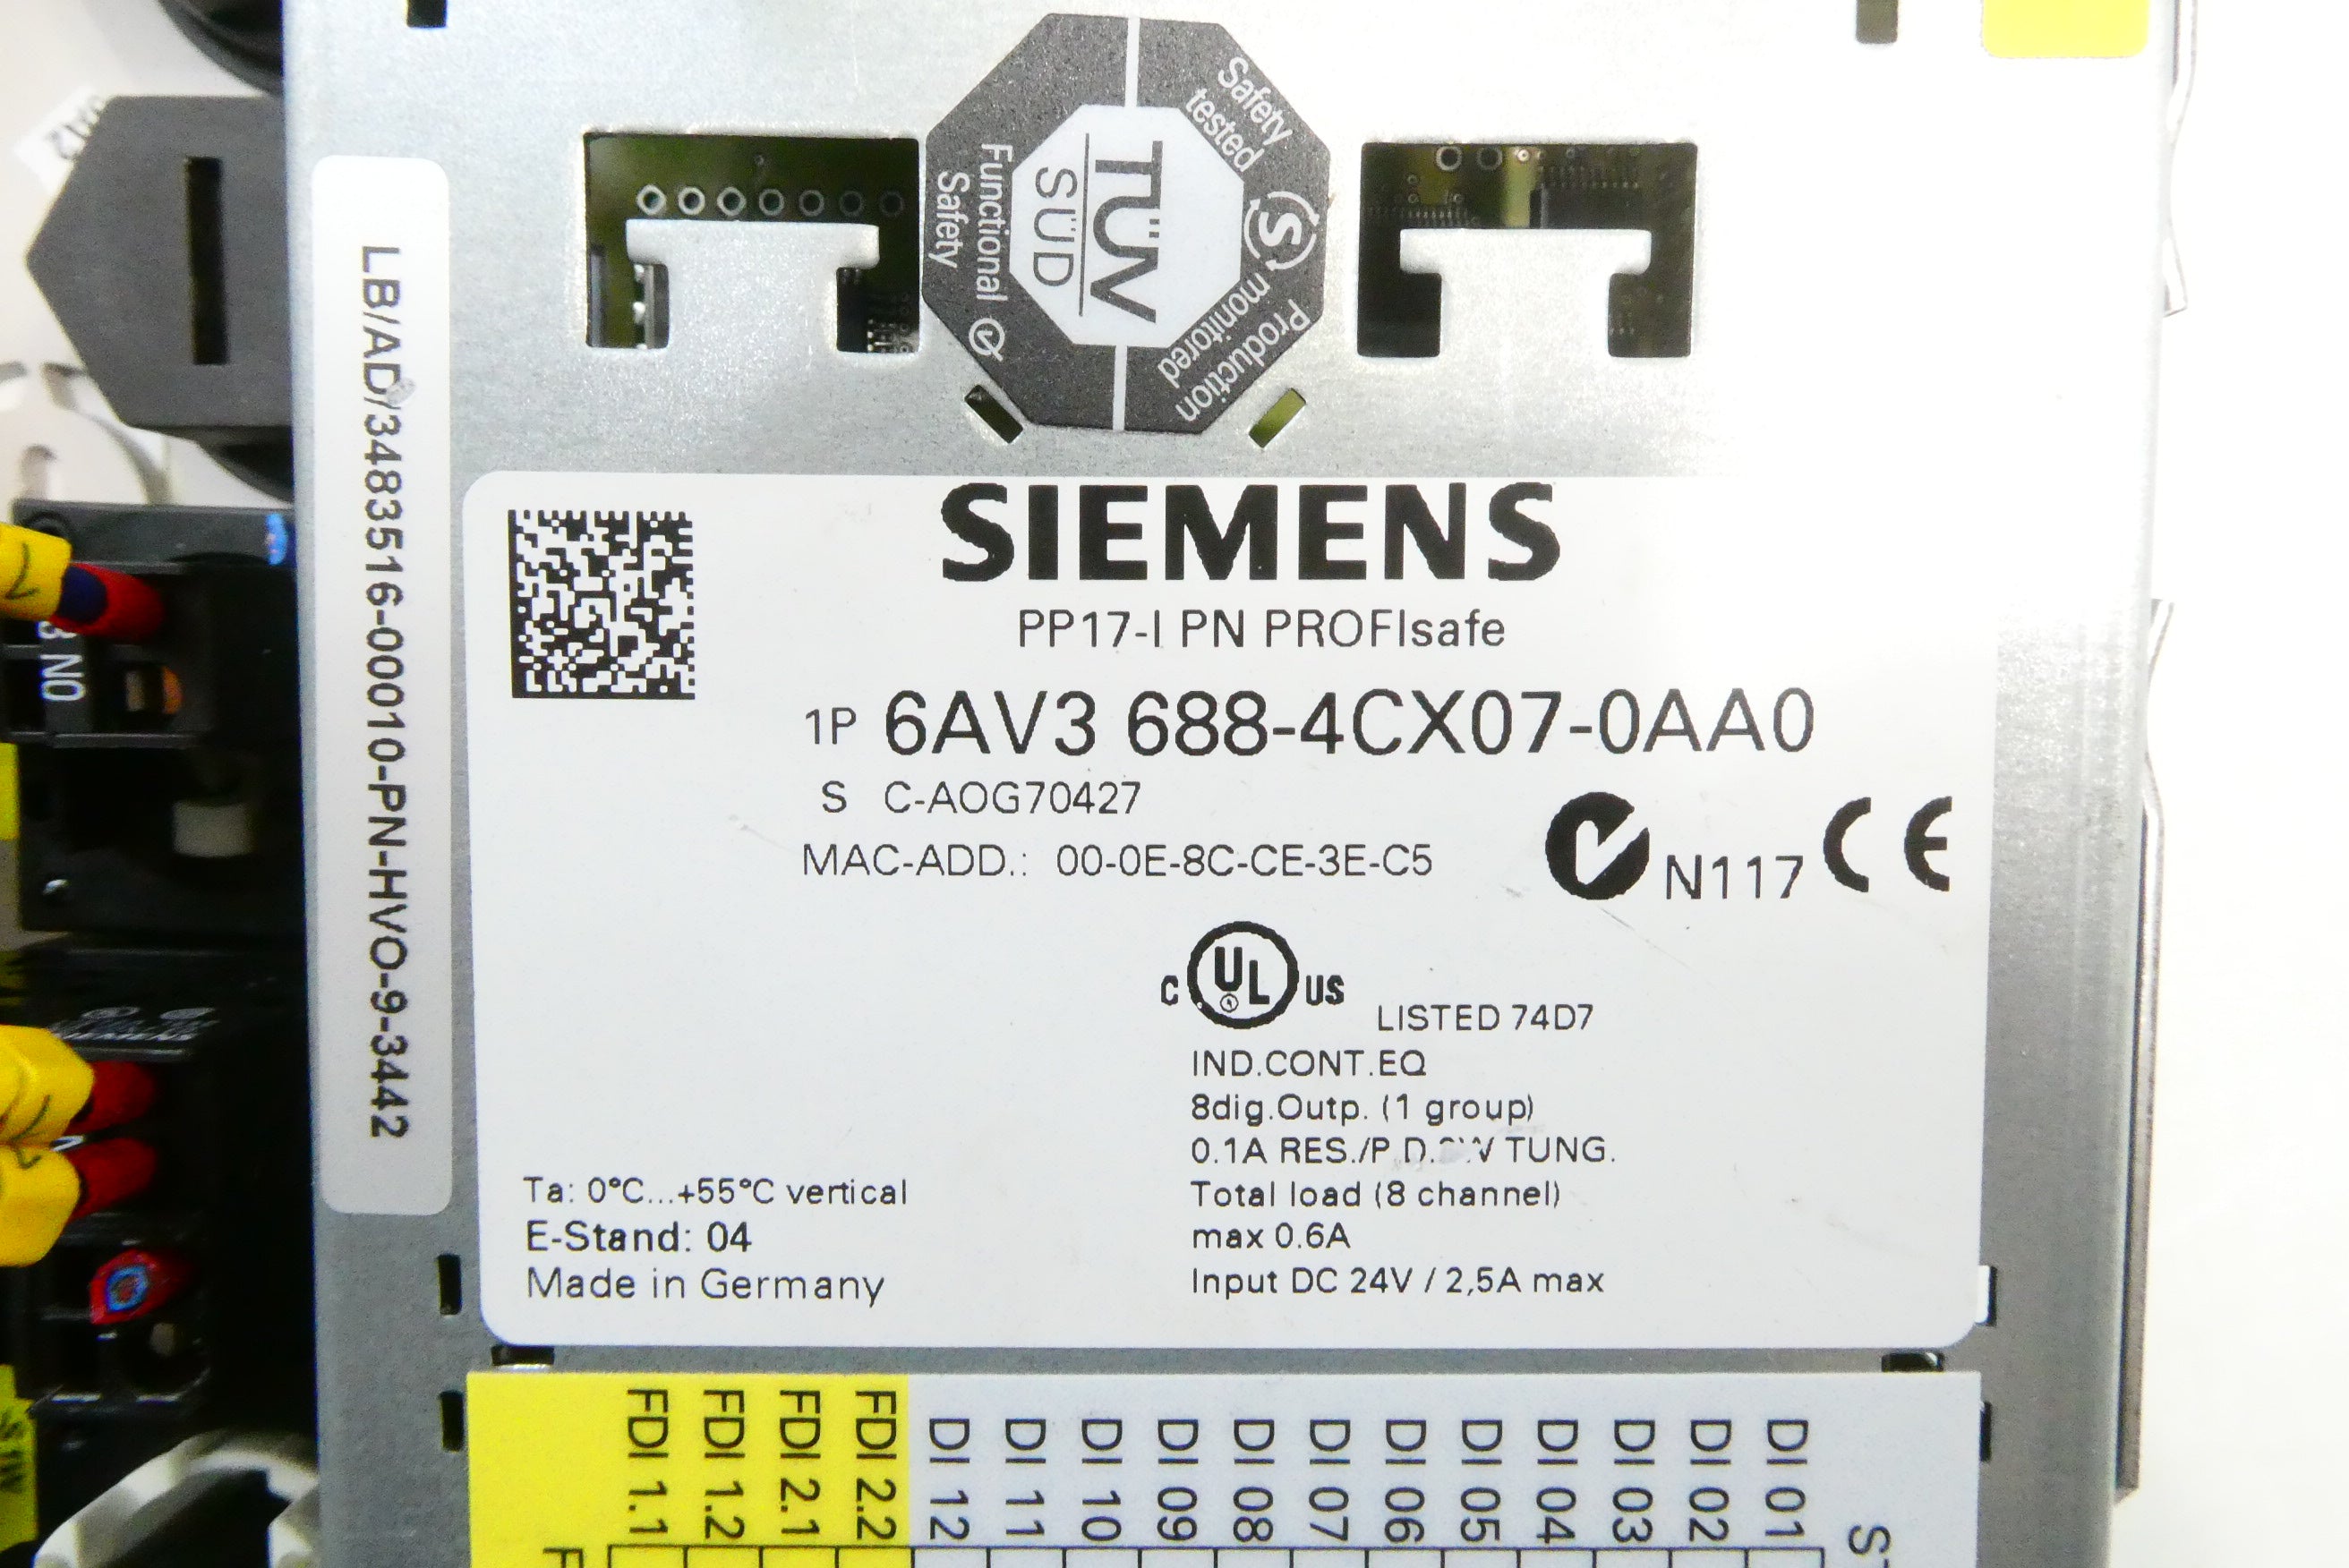 Safety
tested
S
Production
monitored
TÜV
SÜD
Functional
Safety
LB/AD/3483516-00010-PN-HVO-9-3442
SIEMENS
PP17-I PN PROFIsafe
1P 6AV3 688-4CX07-0AA0
S C-AOG70427
MAC-ADD.: 00-0E-8C-CE-3E-C5
N117 CE
C UL US
LISTED 74D7
IND.CONT.EQ
8dig.Outp. (1 group)
0.1A RES./P.D. TUNG.
Total load (8 channel)
max 0.6A
Input DC 24V / 2,5A max
Ta: 0°C...+55°C vertical
E-Stand: 04
Made in Germany
FDI 1.1
FDI 1.2
FDI 2.1
FDI 2.2
DI 12
DI 11
DI 10
DI 09
DI 08
DI 07
DI 06
DI 05
DI 04
DI 03
DI 02
DI 01